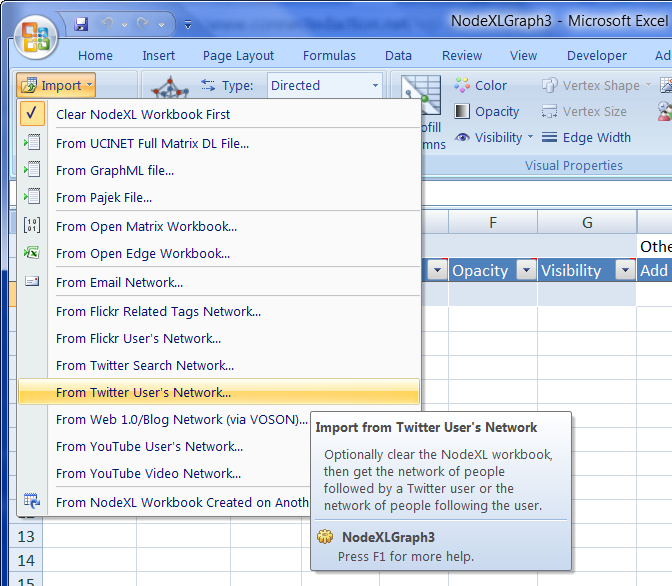 NodeXLGraph3 - Microsoft Excel
Home Insert Page Layout Formulas Data Review View Developer Ad
Import Type: Directed Color Vertex Shape
Opacity Vertex Size
ofill
mns Visibility Edge Width
Visual Properties
Clear NodeXL Workbook First
From UCINET Full Matrix DL File...
From GraphML file...
From Pajek File...
From Open Matrix Workbook...
From Open Edge Workbook...
From Email Network...
From Flickr Related Tags Network...
From Flickr User's Network...
From Twitter Search Network...
From Twitter User's Network...
From Web 1.0/Blog Network (via VOSON)...
From YouTube User's Network...
From YouTube Video Network...
From NodeXL Workbook Created on Anoth
F G
Othe
Opacity Visibility Add
Import from Twitter User's Network
Optionally clear the NodeXL workbook,
then get the network of people
followed by a Twitter user or the
network of people following the user.
NodeXLGraph3
Press F1 for more help.
13
14
15